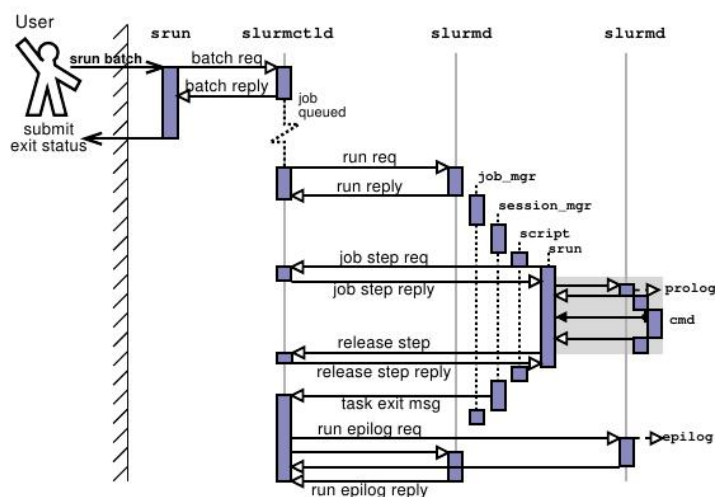 User
srun
slurmctld
slurmd
slurmd
srun batch
batch req
batch reply
job
queued
submit
exit status
run req
run reply
job_mgr
session_mgr
script
srun
job step req
job step reply
prolog
cmd
release step
release step reply
task exit msg
run epilog req
epilog
run epilog reply